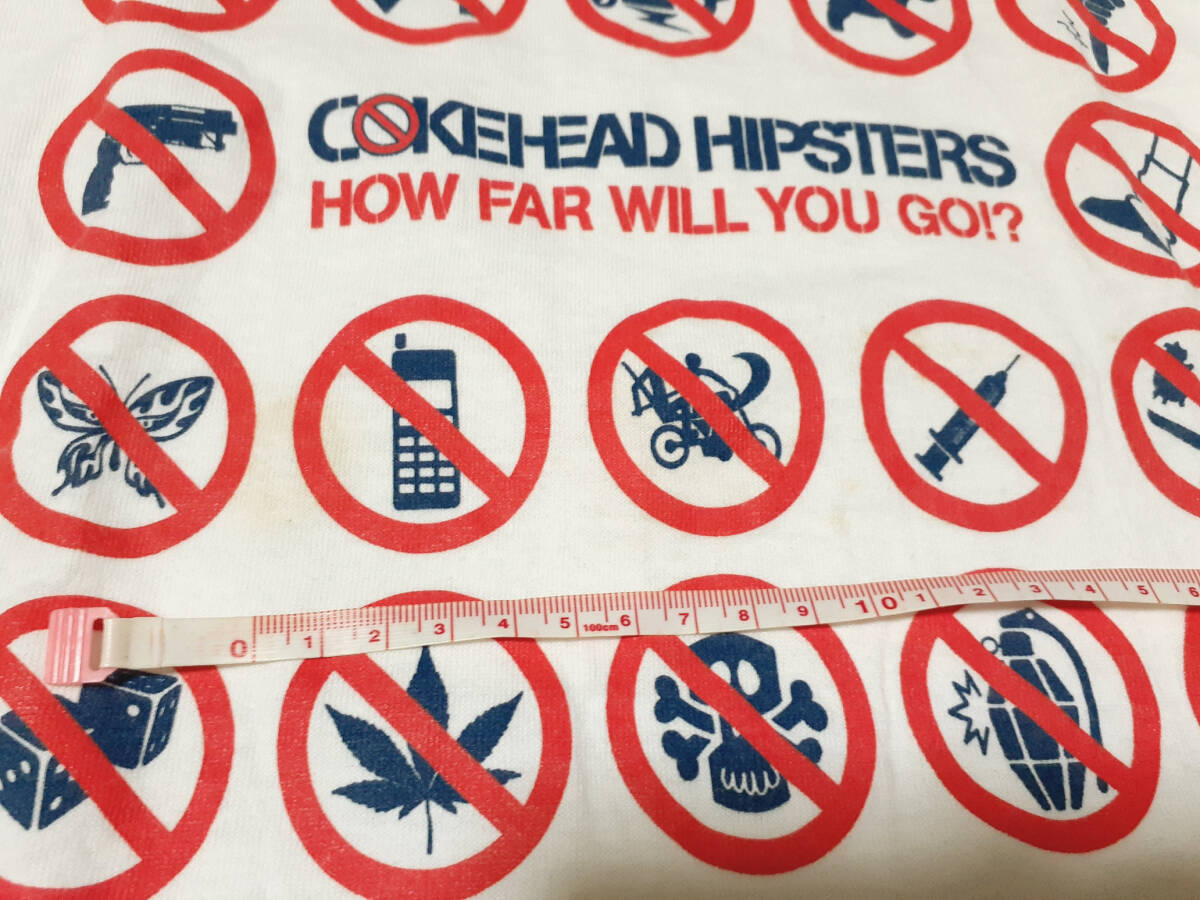 COKEHEAD HIPSTERS
HOW FAR WILL YOU GO!?
0 1 2 3 4 5 100cm 6 7 8 9 10 1 2 3 4 5 6